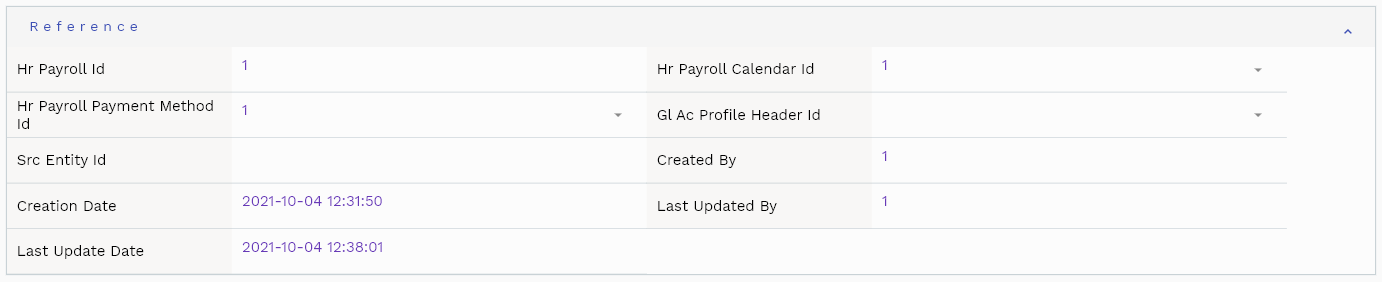 Reference
Hr Payroll Id 1 Hr Payroll Calendar Id 1
Hr Payroll Payment Method Id 1 Gl Ac Profile Header Id
Src Entity Id Created By 1
Creation Date 2021-10-04 12:31:50 Last Updated By 1
Last Update Date 2021-10-04 12:38:01